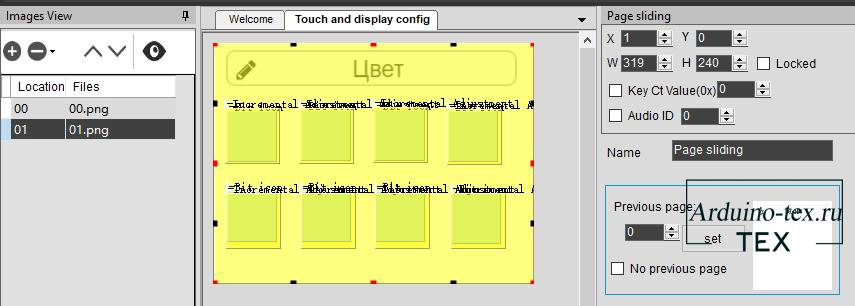 Images View
Welcome
Touch and display config
Page sliding
Location
Files
00
00.png
01
01.png
Цвет
X 1 Y 0
W 319 H 240 Locked
Key Ct Value(0x) 0
Audio ID 0
Name Page sliding
Previous page:
0 set
No previous page
Arduino-tex.ru
TEX